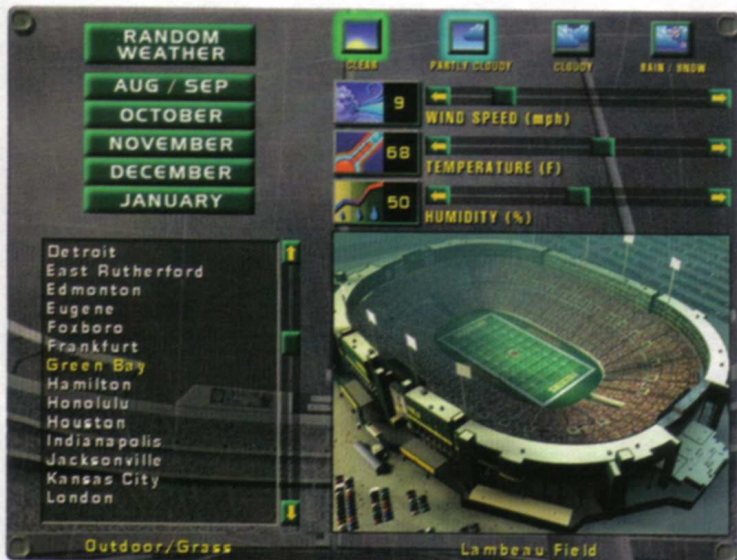 RANDOM
WEATHER
AUG / SEP
OCTOBER
NOVEMBER
DECEMBER
JANUARY
CLEAR
PARTLY CLOUDY
CLOUDY
RAIN / SNOW
9
WIND SPEED (mph)
68
TEMPERATURE (F)
50
HUMIDITY (%)
Detroit
East Rutherford
Edmonton
Eugene
Foxboro
Frankfurt
Green Bay
Hamilton
Honolulu
Houston
Indianapolis
Jacksonville
Kansas City
London
Outdoor/Grass
Lambeau Field